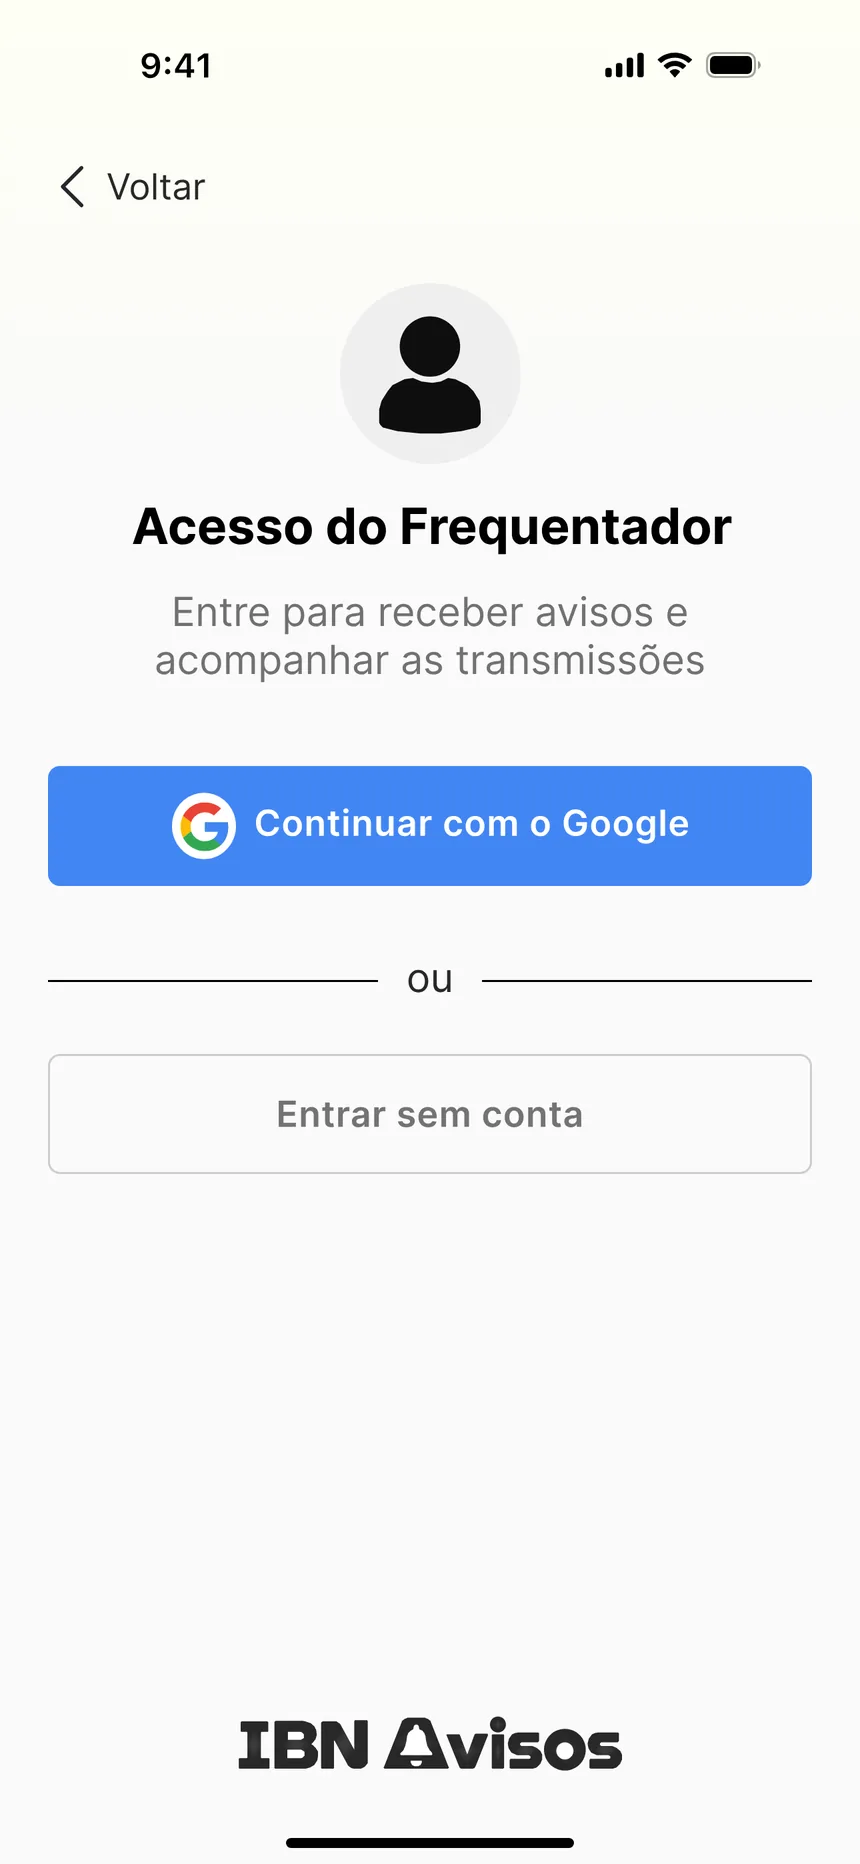 9:41
Voltar
Acesso do Frequentador
Entre para receber avisos e
acompanhar as transmissões
Continuar com o Google
ou
Entrar sem conta
IBN Avisos